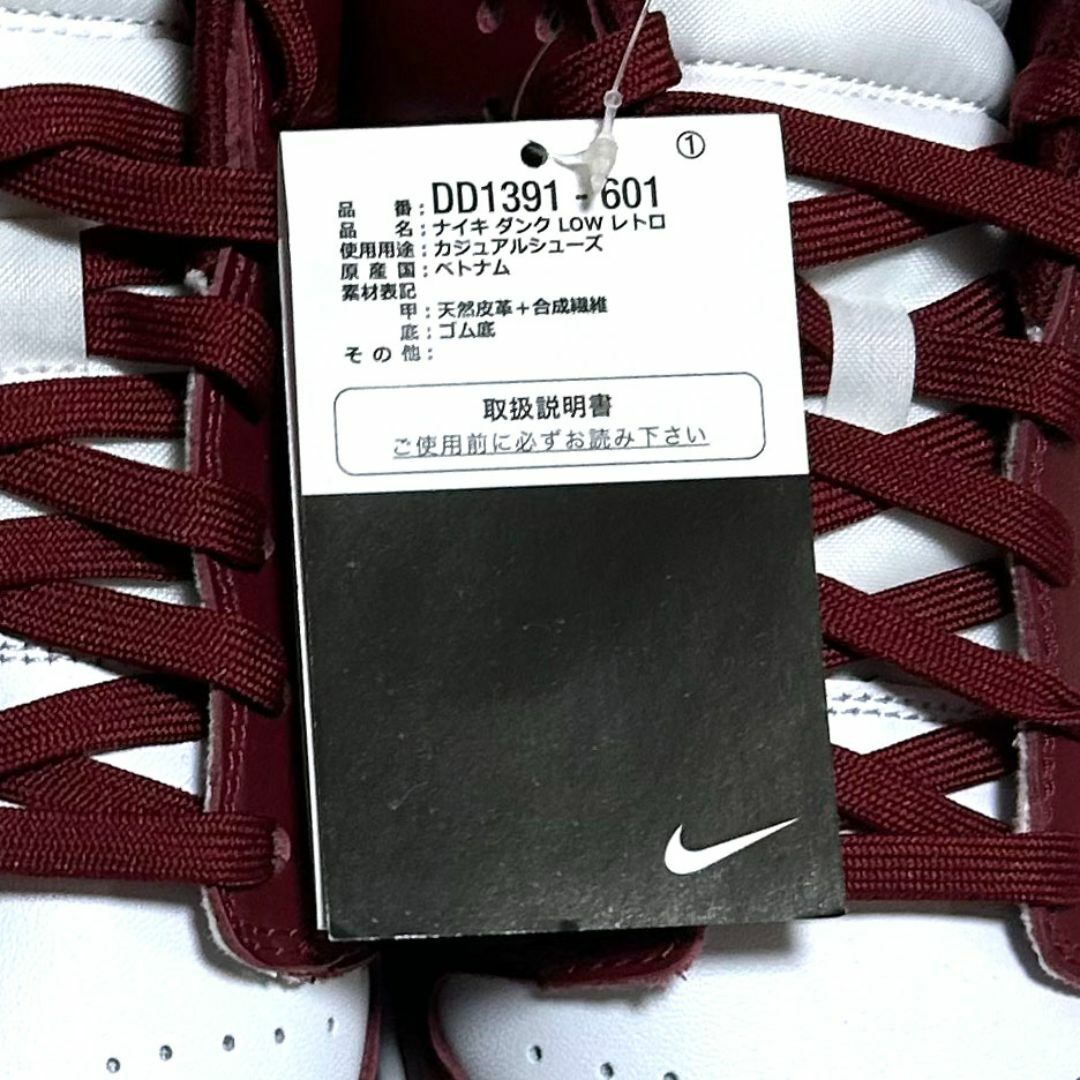 ①
品番:DD1391-601
品名:ナイキ ダンク LOW レトロ
使用用途:カジュアルシューズ
原産国:ベトナム
素材表記
甲:天然皮革+合成繊維
底:ゴム底
その他:
取扱説明書
ご使用前に必ずお読み下さい